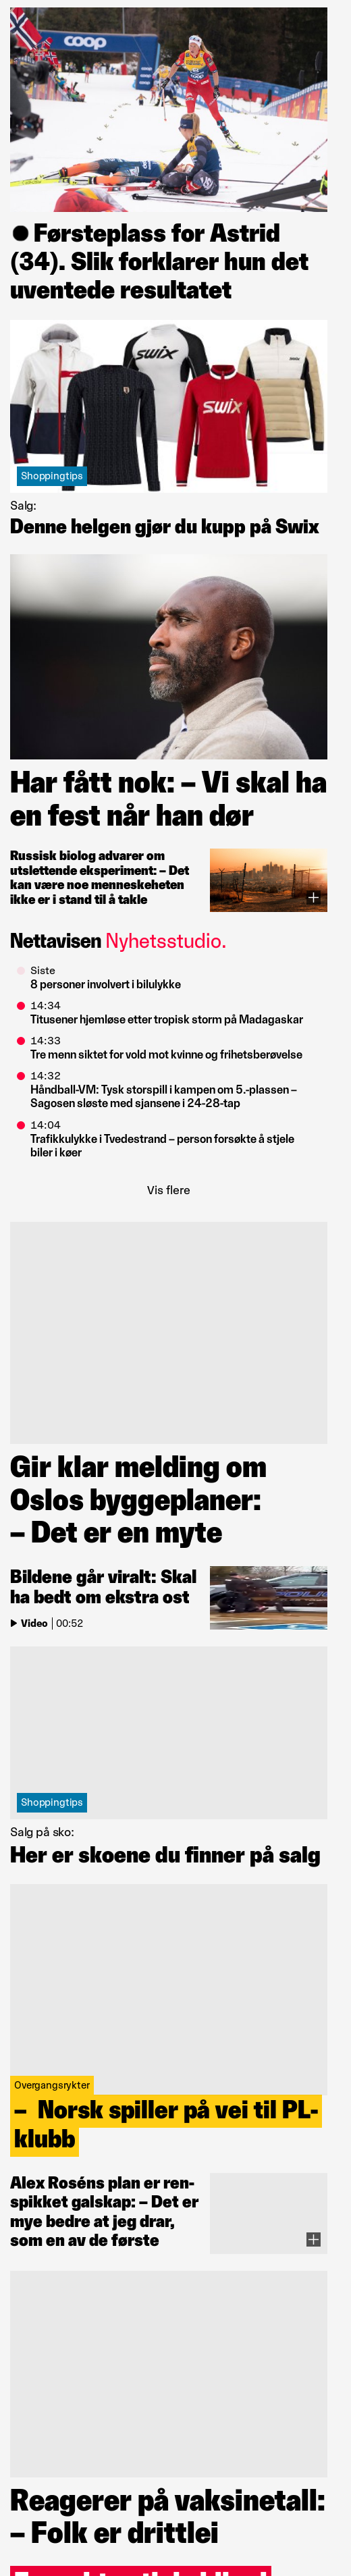 coop
Førsteplass for Astrid
(34). Slik forklarer hun det
uventede resultatet
SWIX
SWIX
Shoppingtips
Salg:
Denne helgen gjør du kupp på Swix
Har fått nok: – Vi skal ha
en fest når han dør
Russisk biolog advarer om
utslettende eksperiment: – Det
kan være noe menneskeheten
ikke er i stand til å takle
Nettavisen Nyhetsstudio.
Siste
8 personer involvert i bilulykke
14:34
Titusener hjemløse etter tropisk storm på Madagaskar
14:33
Tre menn siktet for vold mot kvinne og frihetsberøvelse
14:32
Håndball-VM: Tysk storspill i kampen om 5.-plassen –
Sagosen sløste med sjansene i 24-28-tap
14:04
Trafikkulykke i Tvedestrand – person forsøkte å stjele
biler i køer
Vis flere
Gir klar melding om
Oslos byggeplaner:
– Det er en myte
Bildene går viralt: Skal
ha bedt om ekstra ost
Video | 00:52
Shoppingtips
Salg på sko:
Her er skoene du finner på salg
Overgangsrykter
– Norsk spiller på vei til PL-
klubb
Alex Roséns plan er ren-
spikket galskap: – Det er
mye bedre at jeg drar,
som en av de første
Reagerer på vaksinetall:
– Folk er drittlei